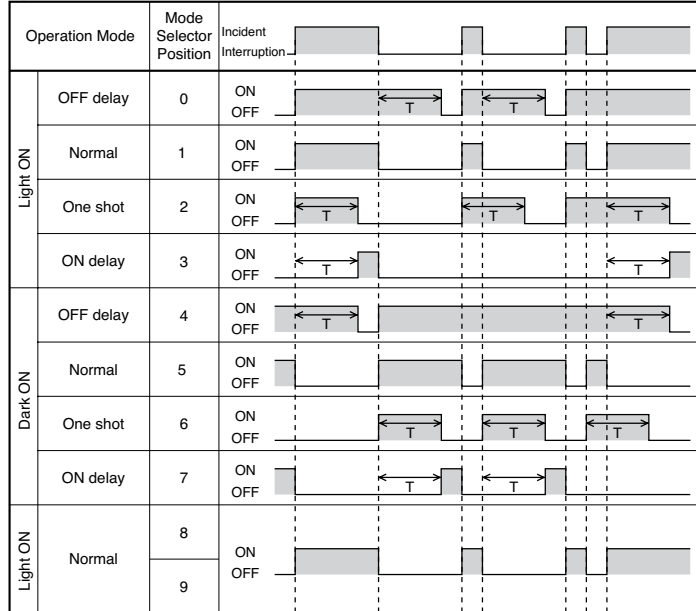 Operation Mode
Mode
Selector
Position
Incident
Interruption
Light ON
OFF delay
0
ON
OFF
T
T
Normal
1
ON
OFF
One shot
2
ON
OFF
T
T
T
ON delay
3
ON
OFF
T
T
Dark ON
OFF delay
4
ON
OFF
T
T
Normal
5
ON
OFF
One shot
6
ON
OFF
T
T
T
ON delay
7
ON
OFF
T
T
Light ON
Normal
8
9
ON
OFF